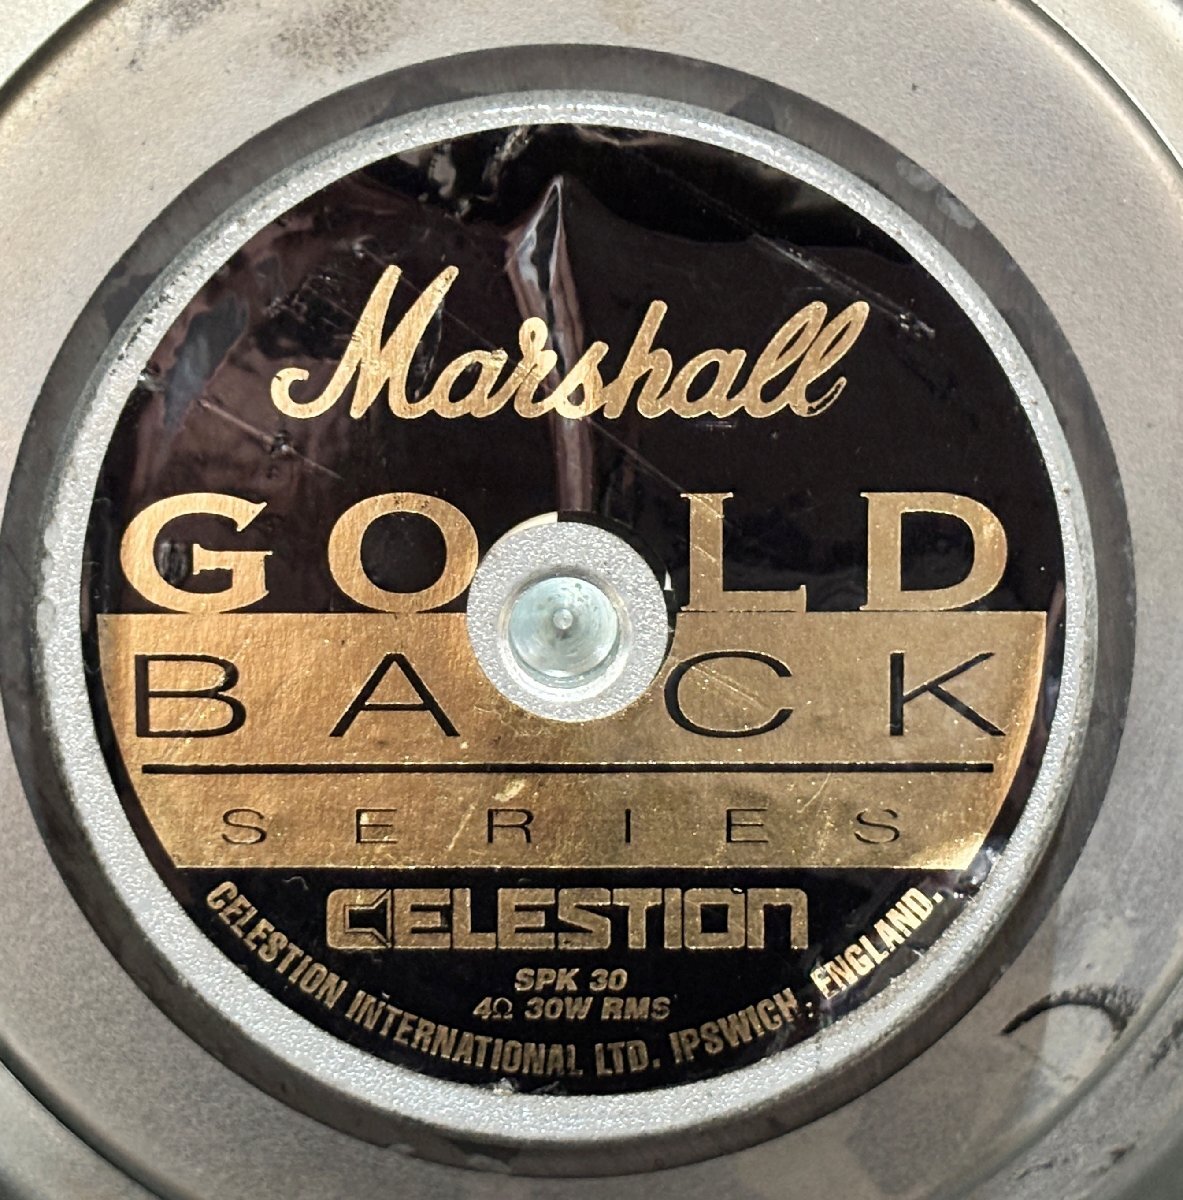 Marshall
GOLD
BACK
SERIES
CELESTION
SPK 30
4Ω 30W RMS
CELESTION INTERNATIONAL LTD. IPSWICH, ENGLAND.